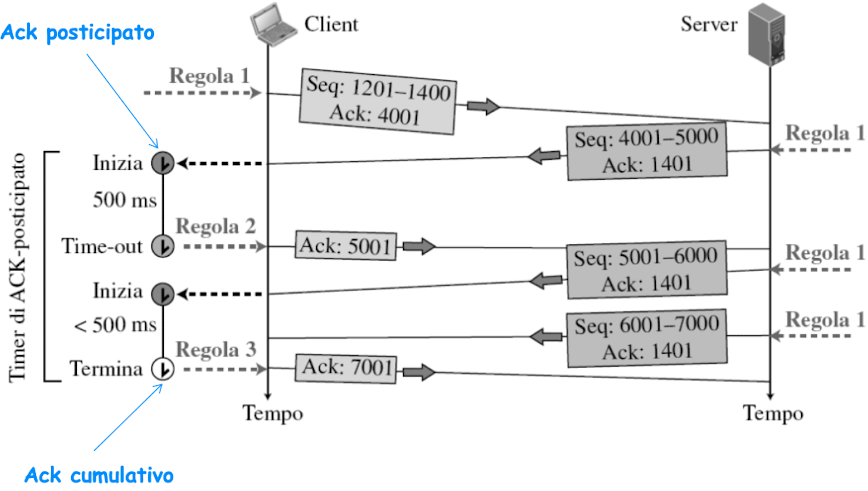 Ack posticipato
Client
Server
Regola 1
Seq: 1201–1400
Ack: 4001
Regola 1
Seq: 4001–5000
Ack: 1401
Timer di ACK-posticipato
Inizia
500 ms
Time-out
Regola 2
Ack: 5001
Regola 1
Seq: 5001–6000
Ack: 1401
Inizia
< 500 ms
Termina
Regola 1
Seq: 6001–7000
Ack: 1401
Regola 3
Ack: 7001
Tempo
Tempo
Ack cumulativo